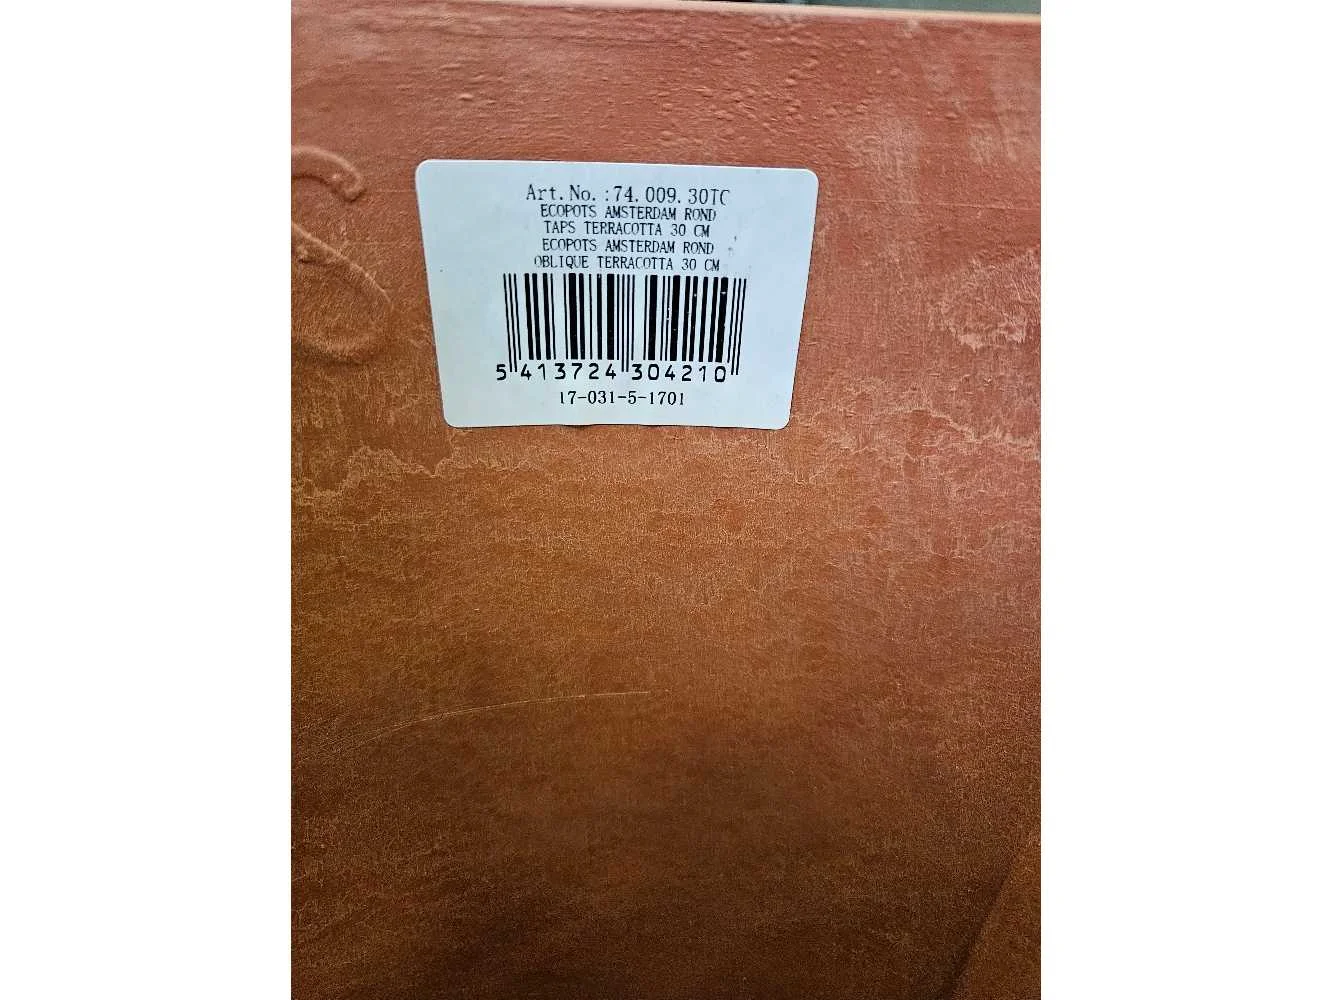 Art.No.:74.009.30TC
ECOPOTS AMSTERDAM ROND
TAPS TERRACOTTA 30 CM
ECOPOTS AMSTERDAM ROND
OBLIQUE TERRACOTTA 30 CM
5 413724 304210
17-031-5-1701